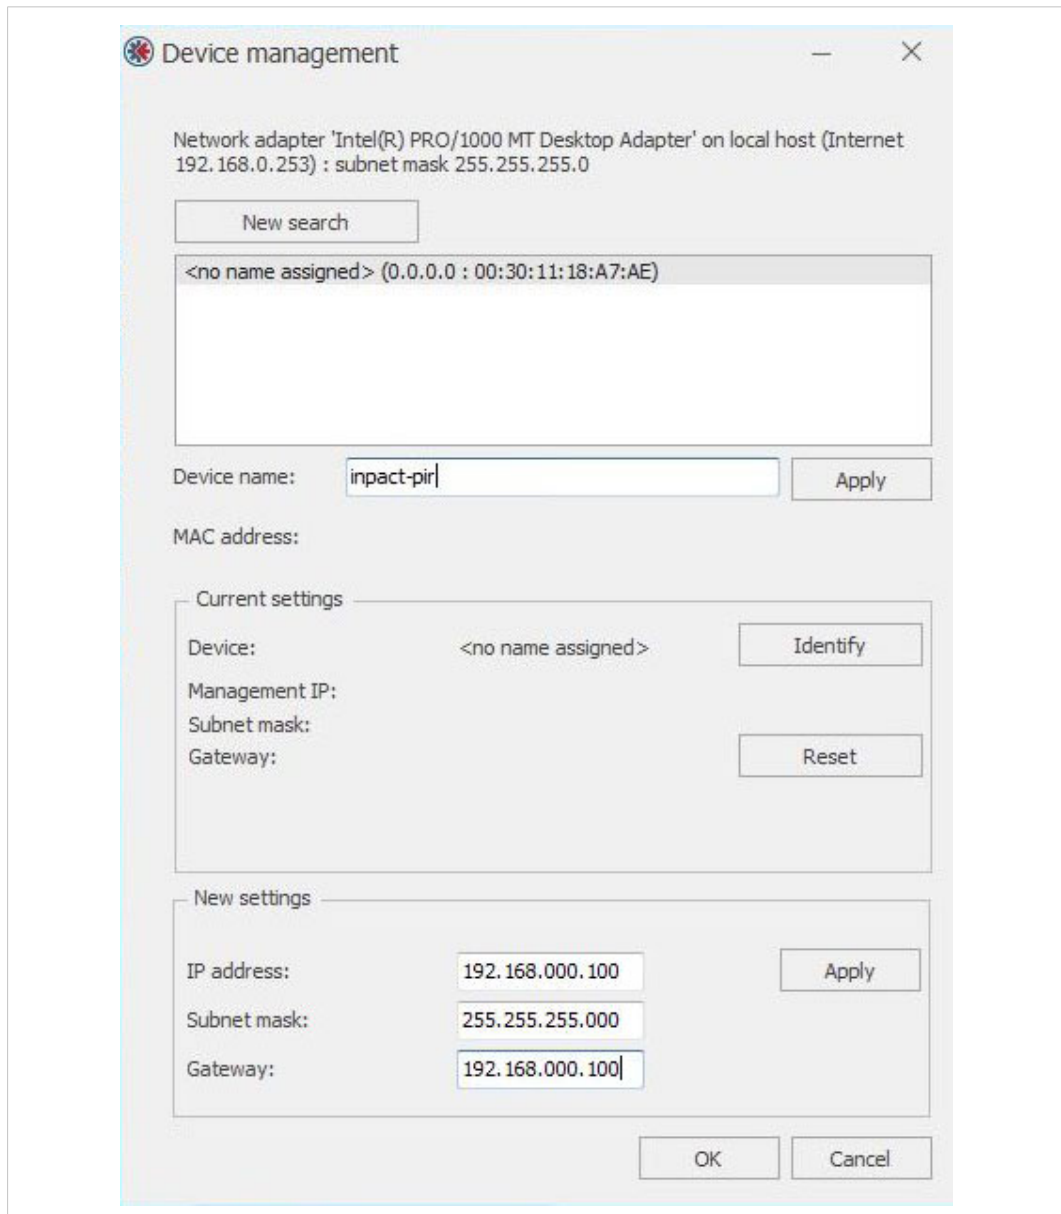 Device management
Network adapter 'Intel(R) PRO/1000 MT Desktop Adapter' on local host (Internet
192.168.0.253) : subnet mask 255.255.255.0
New search
<no name assigned> (0.0.0.0 : 00:30:11:18:A7:AE)
Device name: inpact-pir Apply
MAC address:
Current settings
Device: <no name assigned> Identify
Management IP:
Subnet mask:
Gateway: Reset
New settings
IP address: 192.168.000.100 Apply
Subnet mask: 255.255.255.000
Gateway: 192.168.000.100
OK Cancel